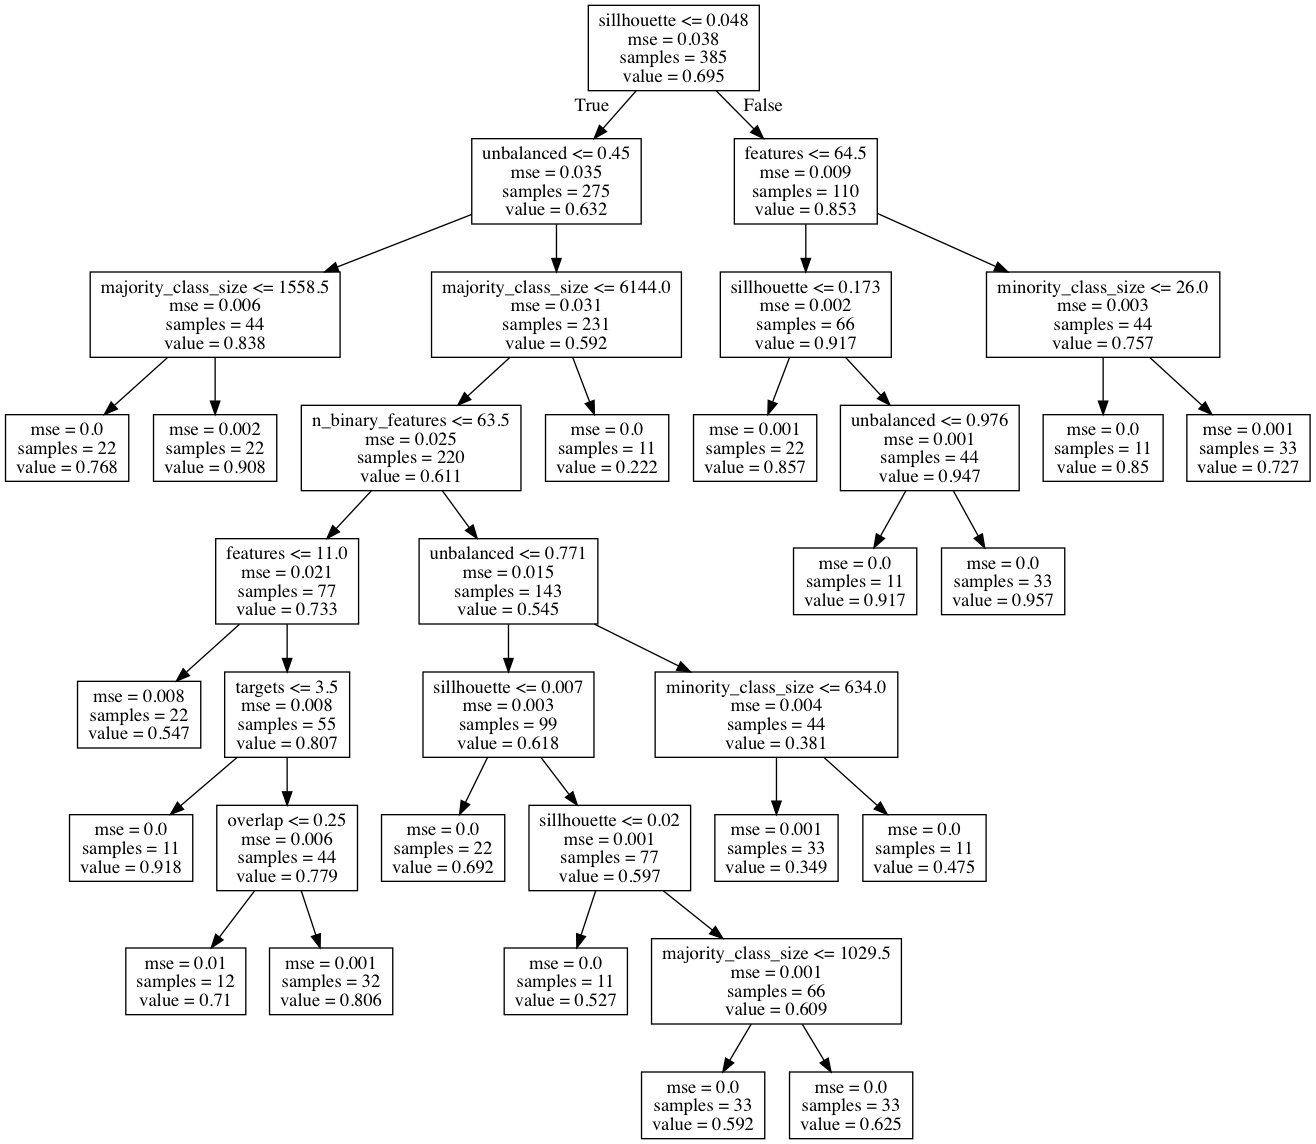 sillhouette <= 0.048
mse = 0.038
samples = 385
value = 0.695
True
False
unbalanced <= 0.45
mse = 0.035
samples = 275
value = 0.632
features <= 64.5
mse = 0.009
samples = 110
value = 0.853
majority_class_size <= 1558.5
mse = 0.006
samples = 44
value = 0.838
majority_class_size <= 6144.0
mse = 0.031
samples = 231
value = 0.592
sillhouette <= 0.173
mse = 0.002
samples = 66
value = 0.917
minority_class_size <= 26.0
mse = 0.003
samples = 44
value = 0.757
mse = 0.0
samples = 22
value = 0.768
mse = 0.002
samples = 22
value = 0.908
n_binary_features <= 63.5
mse = 0.025
samples = 220
value = 0.611
mse = 0.0
samples = 11
value = 0.222
mse = 0.001
samples = 22
value = 0.857
unbalanced <= 0.976
mse = 0.001
samples = 44
value = 0.947
mse = 0.0
samples = 11
value = 0.85
mse = 0.001
samples = 33
value = 0.727
features <= 11.0
mse = 0.021
samples = 77
value = 0.733
unbalanced <= 0.771
mse = 0.015
samples = 143
value = 0.545
mse = 0.0
samples = 11
value = 0.917
mse = 0.0
samples = 33
value = 0.957
mse = 0.008
samples = 22
value = 0.547
targets <= 3.5
mse = 0.008
samples = 55
value = 0.807
sillhouette <= 0.007
mse = 0.003
samples = 99
value = 0.618
minority_class_size <= 634.0
mse = 0.004
samples = 44
value = 0.381
mse = 0.0
samples = 11
value = 0.918
overlap <= 0.25
mse = 0.006
samples = 44
value = 0.779
mse = 0.0
samples = 22
value = 0.692
sillhouette <= 0.02
mse = 0.001
samples = 77
value = 0.597
mse = 0.001
samples = 33
value = 0.349
mse = 0.0
samples = 11
value = 0.475
mse = 0.01
samples = 12
value = 0.71
mse = 0.001
samples = 32
value = 0.806
mse = 0.0
samples = 11
value = 0.527
majority_class_size <= 1029.5
mse = 0.001
samples = 66
value = 0.609
mse = 0.0
samples = 33
value = 0.592
mse = 0.0
samples = 33
value = 0.625